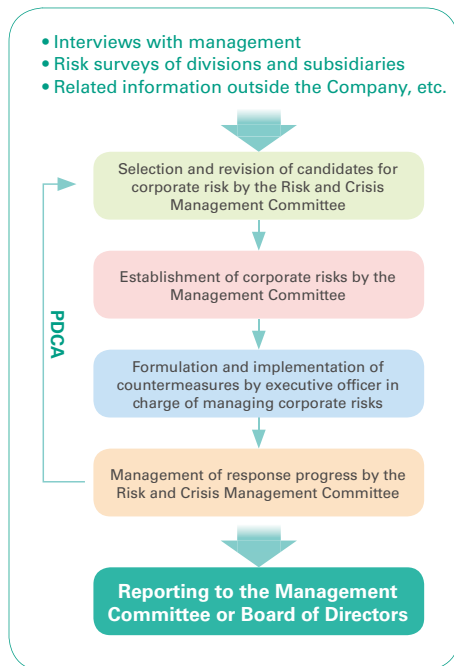 • Interviews with management
• Risk surveys of divisions and subsidiaries
• Related information outside the Company, etc.
Selection and revision of candidates for
corporate risk by the Risk and Crisis
Management Committee
Establishment of corporate risks by the
Management Committee
PDCA
Formulation and implementation of
countermeasures by executive officer in
charge of managing corporate risks
Management of response progress by the
Risk and Crisis Management Committee
Reporting to the Management
Committee or Board of Directors